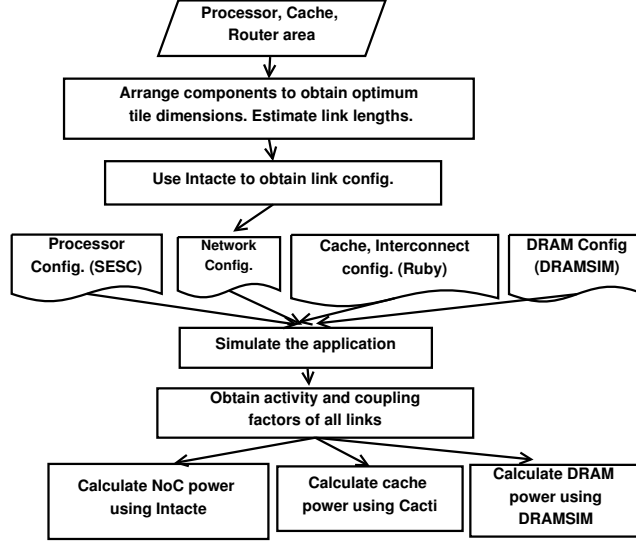 Processor, Cache,
Router area
Arrange components to obtain optimum
tile dimensions. Estimate link lengths.
Use Intacte to obtain link config.
Processor
Config. (SESC)
Network
Config.
Cache, Interconnect
config. (Ruby)
DRAM Config
(DRAMSIM)
Simulate the application
Obtain activity and coupling
factors of all links
Calculate NoC power
using Intacte
Calculate cache
power using Cacti
Calculate DRAM
power using
DRAMSIM